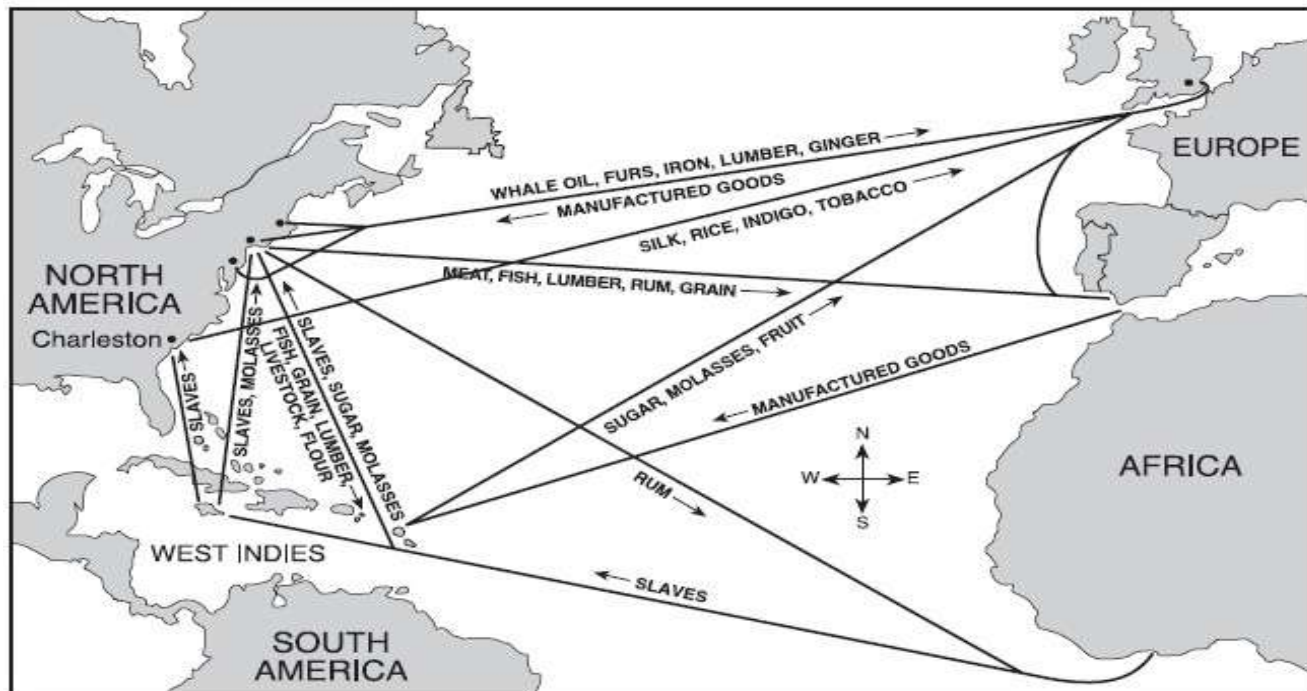 WHALE OIL, FURS, IRON, LUMBER, GINGER
EUROPE
MANUFACTURED GOODS
SILK, RICE, INDIGO, TOBACCO
NORTH
AMERICA
MEAT, FISH, LUMBER, RUM, GRAIN
Charleston
SLAVES
SLAVES, MOLASSES
FISH, GRAIN, LUMBER,
LIVESTOCK, FLOUR
SLAVES, SUGAR, MOLASSES
SUGAR, MOLASSES, FRUIT
MANUFACTURED GOODS
N
W E
S
AFRICA
RUM
WEST INDIES
SLAVES
SOUTH
AMERICA